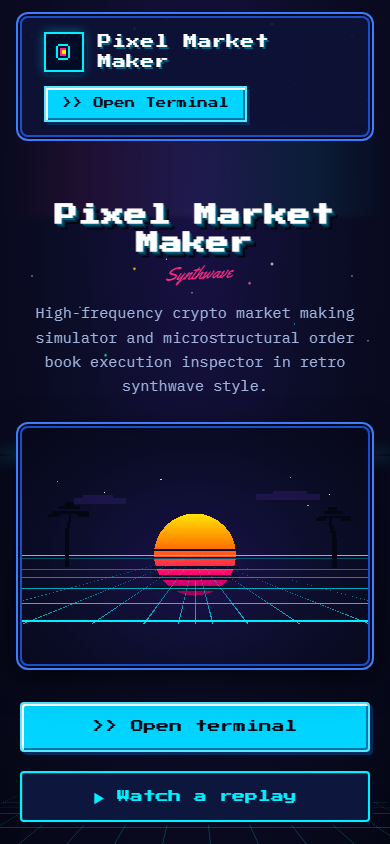 Pixel Market
Maker
>> Open Terminal
Pixel Market
Maker
Synthwave
High-frequency crypto market making
simulator and microstructural order
book execution inspector in retro
synthwave style.
>> Open terminal
▶ Watch a replay